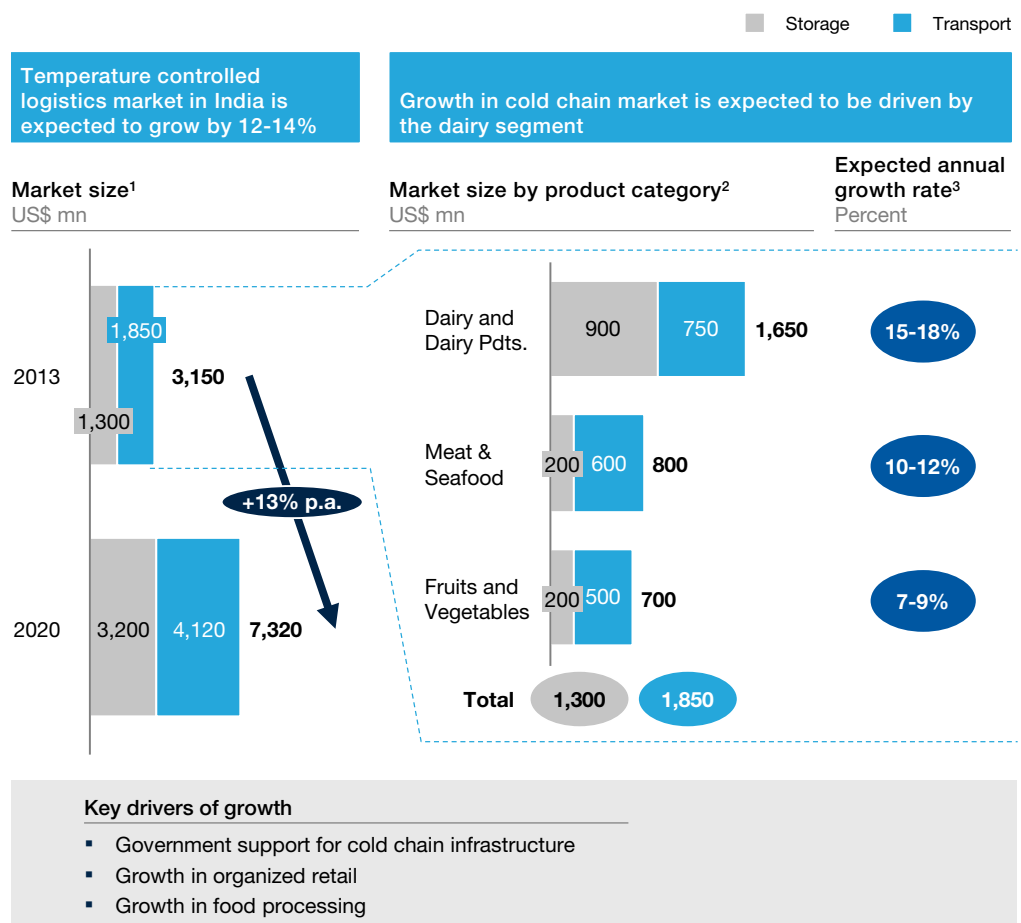 Storage Transport
Temperature controlled
logistics market in India is
expected to grow by 12-14%
Growth in cold chain market is expected to be driven by
the dairy segment
Market size¹
US$ mn
Market size by product category²
US$ mn
Expected annual
growth rate³
Percent
2013
1,850
1,300
3,150
+13% p.a.
2020
3,200 4,120 7,320
Dairy and
Dairy Pdts.
900 750 1,650
15-18%
Meat &
Seafood
200 600 800
10-12%
Fruits and
Vegetables
200 500 700
7-9%
Total 1,300 1,850
Key drivers of growth
▪ Government support for cold chain infrastructure
▪ Growth in organized retail
▪ Growth in food processing